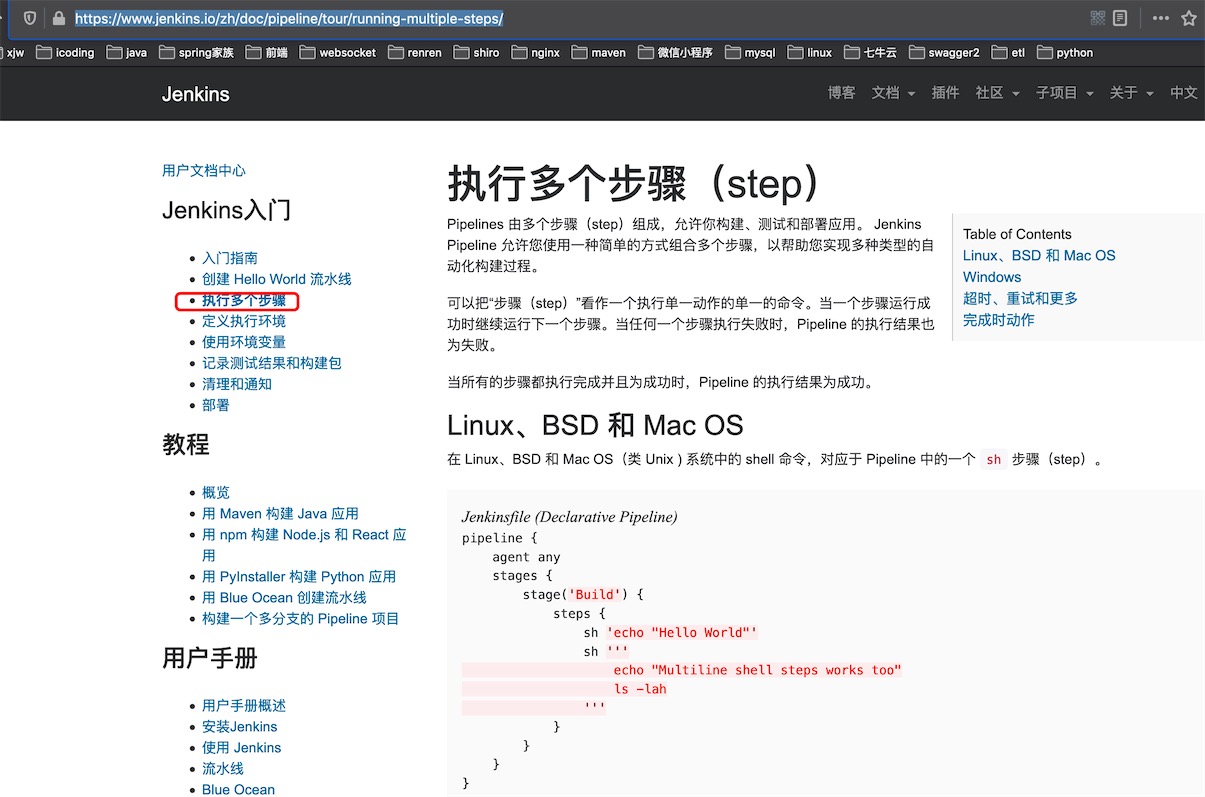 https://www.jenkins.io/zh/doc/pipeline/tour/running-multiple-steps/
xjw icoding java spring家族 前端 websocket renren shiro nginx maven 微信小程序 mysql linux 七牛云 swagger2 etl python
Jenkins 博客 文档 插件 社区 子项目 关于 中文
用户文档中心
Jenkins入门
入门指南
创建 Hello World 流水线
执行多个步骤
定义执行环境
使用环境变量
记录测试结果和构建包
清理和通知
部署
教程
概览
用 Maven 构建 Java 应用
用 npm 构建 Node.js 和 React 应
用
用 PyInstaller 构建 Python 应用
用 Blue Ocean 创建流水线
构建一个多分支的 Pipeline 项目
用户手册
用户手册概述
安装Jenkins
使用 Jenkins
流水线
Blue Ocean
执行多个步骤（step）
Pipelines 由多个步骤（step）组成，允许你构建、测试和部署应用。 Jenkins
Pipeline 允许您使用一种简单的方式组合多个步骤，以帮助您实现多种类型的自
动化构建过程。
可以把“步骤（step）”看作一个执行单一动作的单一的命令。当一个步骤运行成
功时继续运行下一个步骤。当任何一个步骤执行失败时，Pipeline 的执行结果也
为失败。
当所有的步骤都执行完成并且为成功时，Pipeline 的执行结果为成功。
Table of Contents
Linux、BSD 和 Mac OS
Windows
超时、重试和更多
完成时动作
Linux、BSD 和 Mac OS
在 Linux、BSD 和 Mac OS（类 Unix ) 系统中的 shell 命令，对应于 Pipeline 中的一个 sh 步骤（step）。
Jenkinsfile (Declarative Pipeline)
pipeline {
    agent any
    stages {
        stage('Build') {
            steps {
                sh 'echo "Hello World"'
                sh '''
                    echo "Multiline shell steps works too"
                    ls -lah
                '''
            }
        }
    }
}